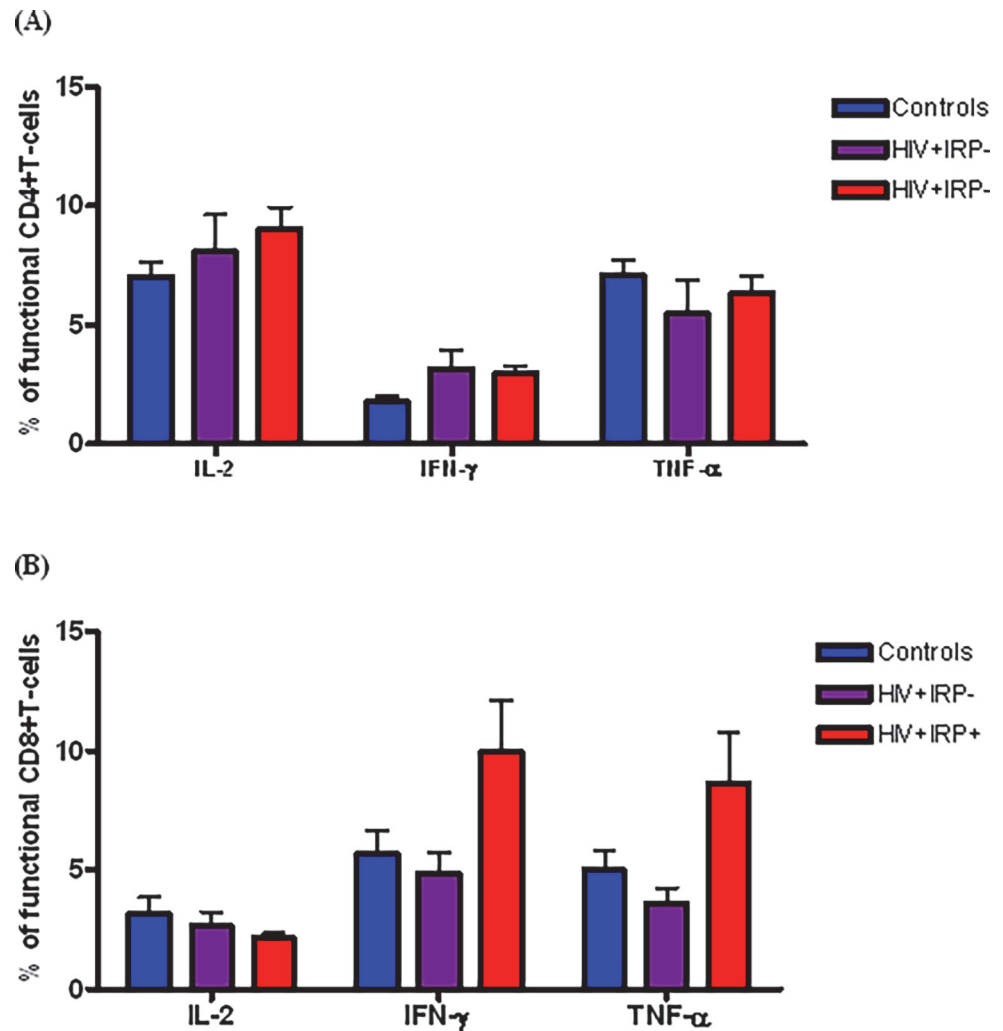 (A)
% of functional CD4+T-cells
15
10
5
0
IL-2
IFN-γ
TNF-α
Controls
HIV+IRP-
HIV+IRP-
(B)
% of functional CD8+T-cells
15
10
5
0
IL-2
IFN-γ
TNF-α
Controls
HIV+IRP-
HIV+IRP+